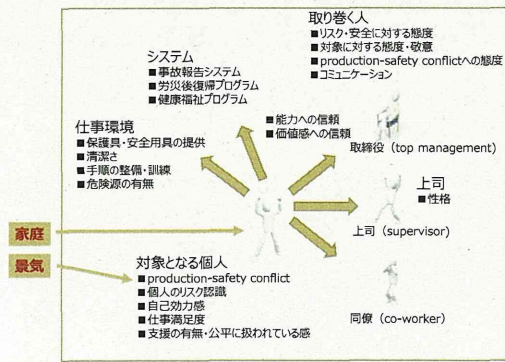 取り巻く人
■リスク・安全に対する態度
■対象に対する態度・敬意
■production-safety conflictへの態度
■コミュニケーション
システム
■事故報告システム
■労災後復帰プログラム
■健康福祉プログラム
■能力への信頼
■価値感への信頼
仕事環境
■保護具・安全用具の提供
■清潔さ
■手順の整備・訓練
■危険源の有無
取締役（top management）
上司
■性格
上司（supervisor）
同僚（co-worker）
家庭
景気
対象となる個人
■production-safety conflict
■個人のリスク認識
■自己効力感
■仕事満足度
■支援の有無・公平に扱われている感